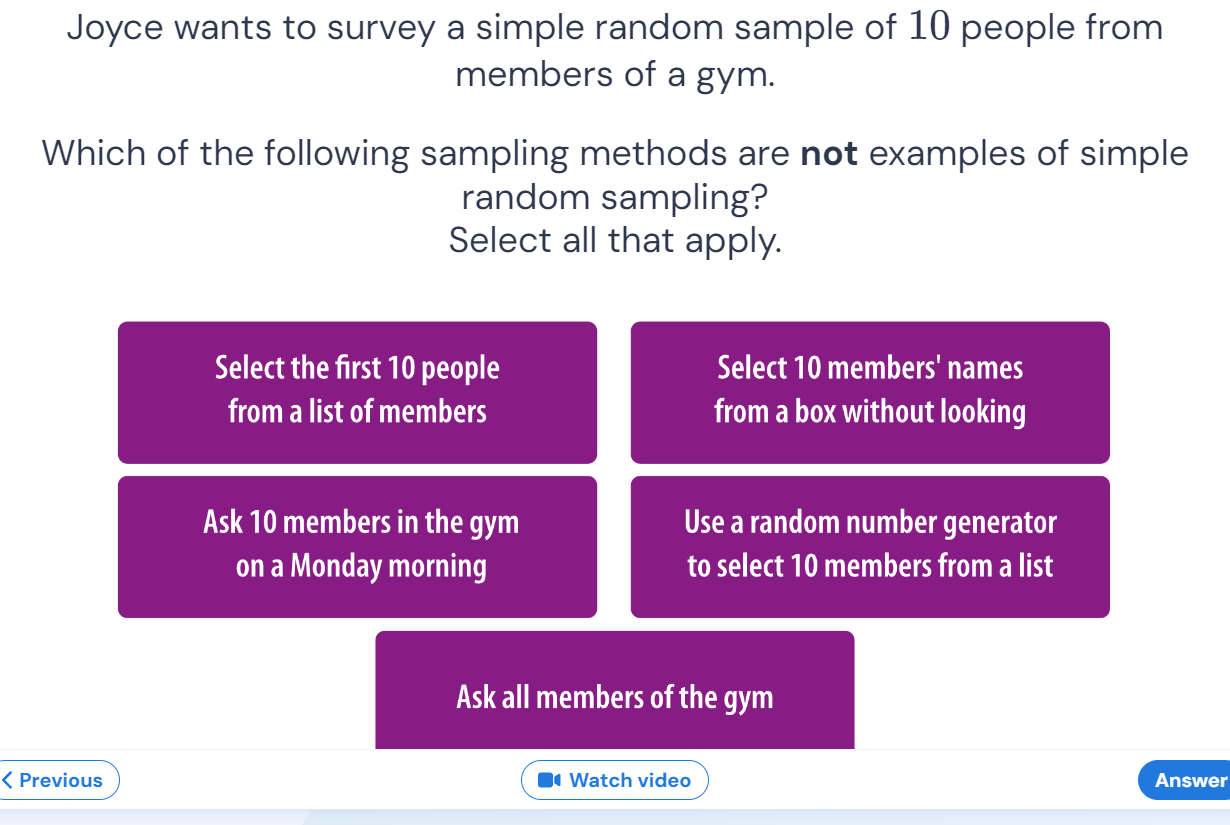 Joyce wants to survey a simple random sample of 10 people from
members of a gym.
Which of the following sampling methods are not examples of simple
random sampling?
Select all that apply.
Select the first 10 people
from a list of members
Select 10 members' names
from a box without looking
Ask 10 members in the gym
on a Monday morning
Use a random number generator
to select 10 members from a list
Ask all members of the gym
Previous
Watch video
Answer